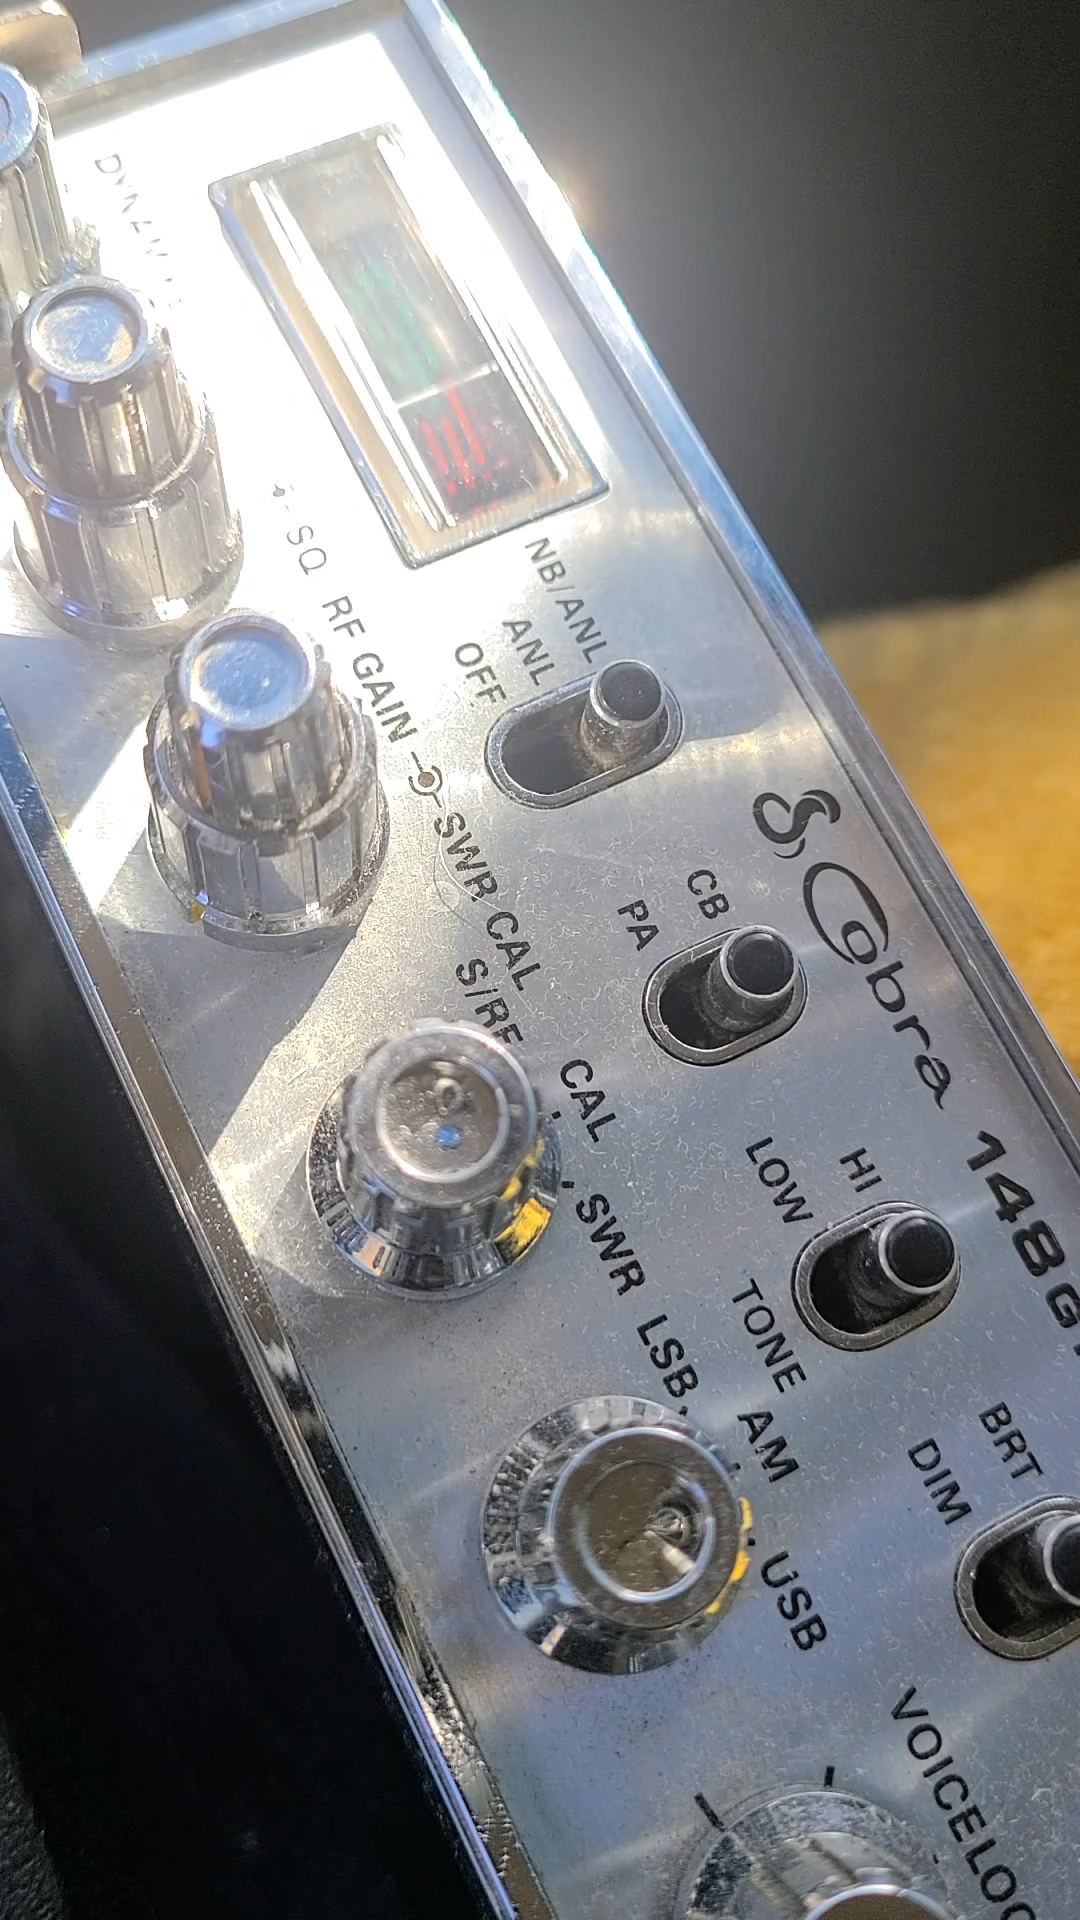 SQ
RF GAIN
SWR CAL
NB/ANL
ANL
OFF
CB
PA
S/RF
CAL
SWR
Cobra
148
HI
LOW
TONE
LSB
AM
USB
BRT
DIM